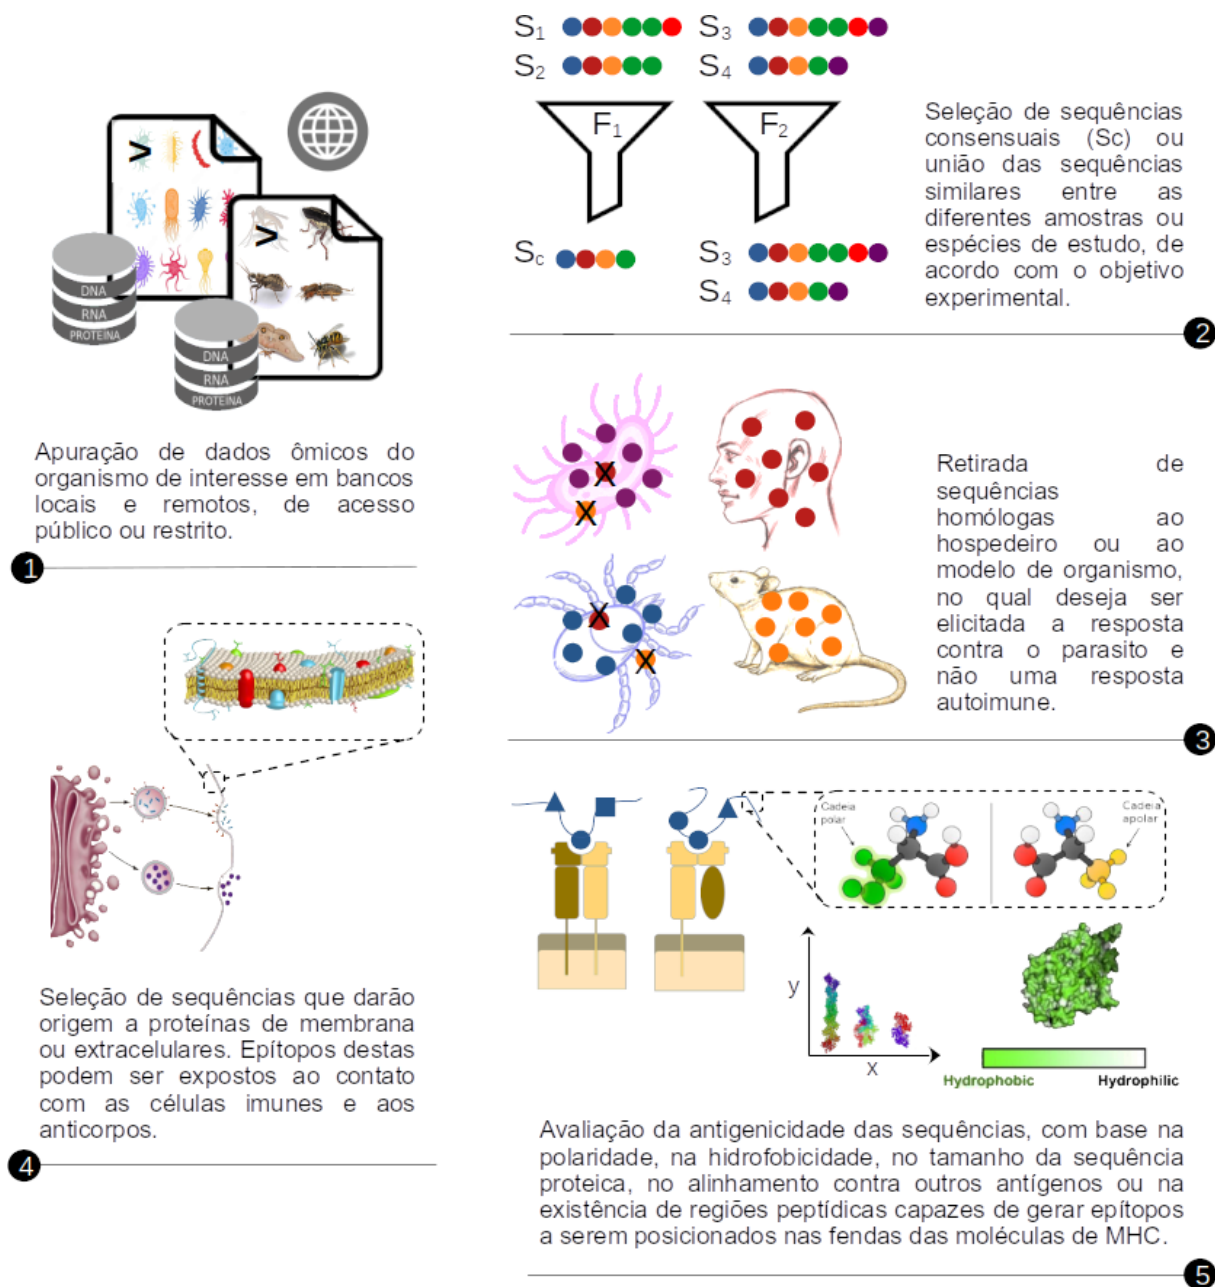 >
>
DNA
RNA
PROTEÍNA
DNA
RNA
PROTEÍNA
Apuração de dados ômicos do
organismo de interesse em bancos
locais e remotos, de acesso
público ou restrito.
1
S1
S2
S3
S4
F1
F2
Sc
S3
S4
Seleção de sequências
consensuais (Sc) ou
união das sequências
similares entre as
diferentes amostras ou
espécies de estudo, de
acordo com o objetivo
experimental.
2
X
X
X
X
Retirada de
sequências
homólogas ao
hospedeiro ou ao
modelo de organismo,
no qual deseja ser
elicitada a resposta
contra o parasito e
não uma resposta
autoimune.
3
Seleção de sequências que darão
origem a proteínas de membrana
ou extracelulares. Epítopos destas
podem ser expostos ao contato
com as células imunes e aos
anticorpos.
4
Cadeia
polar
Cadeia
apolar
y
x
Hydrophobic
Hydrophilic
Avaliação da antigenicidade das sequências, com base na
polaridade, na hidrofobicidade, no tamanho da sequência
proteica, no alinhamento contra outros antígenos ou na
existência de regiões peptídicas capazes de gerar epítopos
a serem posicionados nas fendas das moléculas de MHC.
5